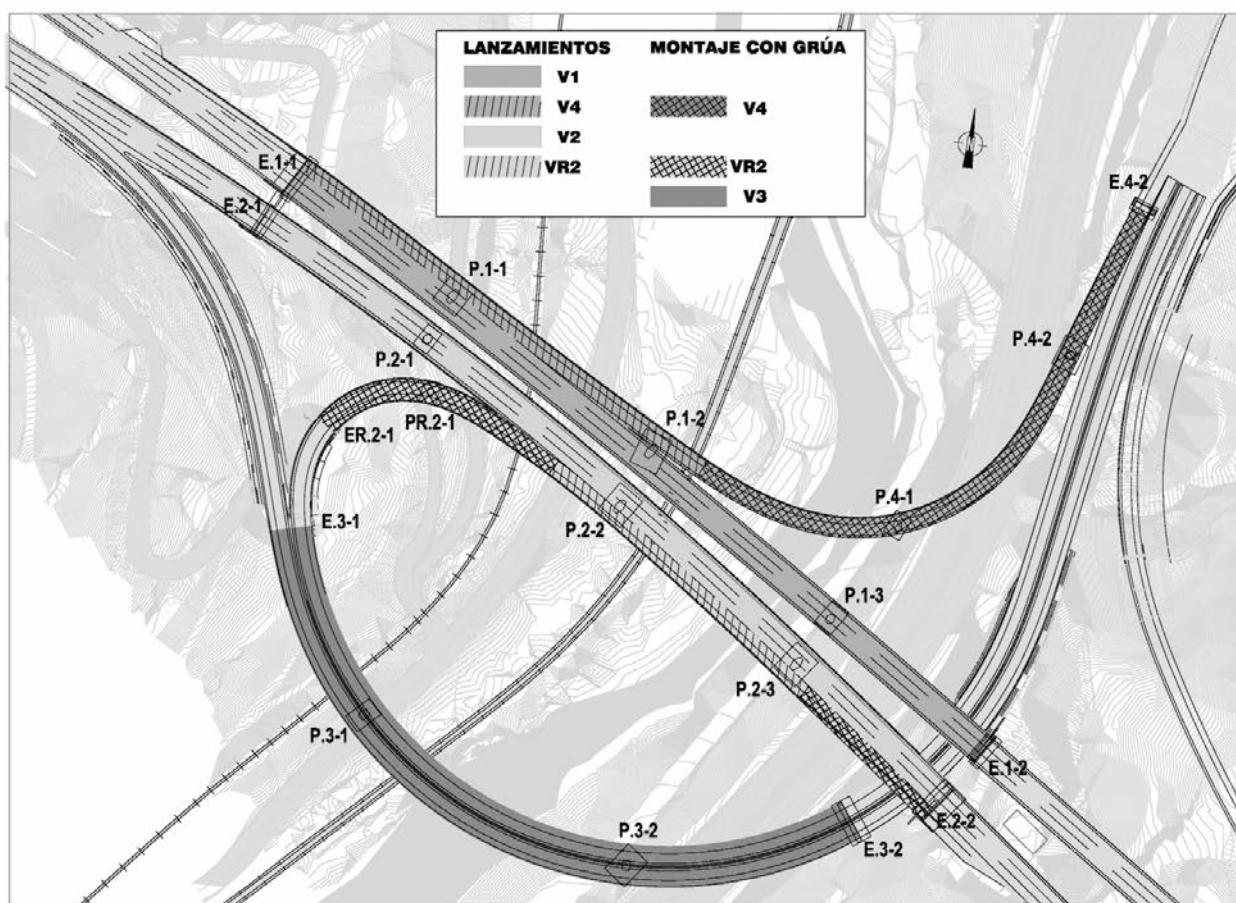 LANZAMIENTOS
V1
V4
V2
VR2
MONTAJE CON GRÚA
V4
VR2
V3
E.1-1
E.2-1
E.4-2
P.1-1
P.2-1
P.4-2
P.1-2
ER.2-1
PR.2-1
P.4-1
P.2-2
E.3-1
P.1-3
P.2-3
P.3-1
E.1-2
E.2-2
P.3-2
E.3-2